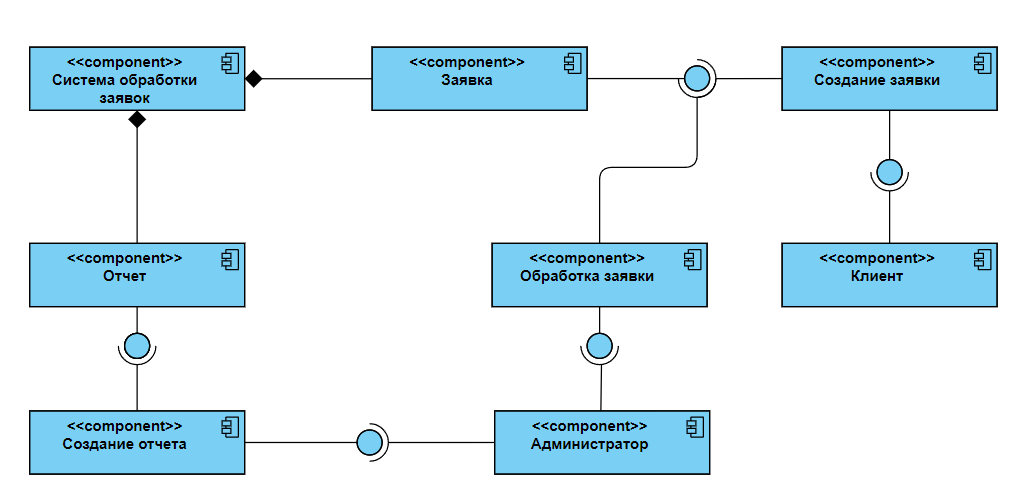 <<component>>
Система обработки
заявок
<<component>>
Заявка
<<component>>
Создание заявки
<<component>>
Отчет
<<component>>
Обработка заявки
<<component>>
Клиент
<<component>>
Создание отчета
<<component>>
Администратор